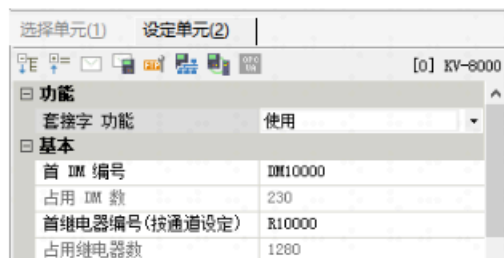 选择单元(1) 设定单元(2)
[0] KV-8000
功能
套接字 功能 使用
基本
首 DM 编号 DM10000
占用 DM 数 230
首继电器编号(按通道设定) R10000
占用继电器数 1280